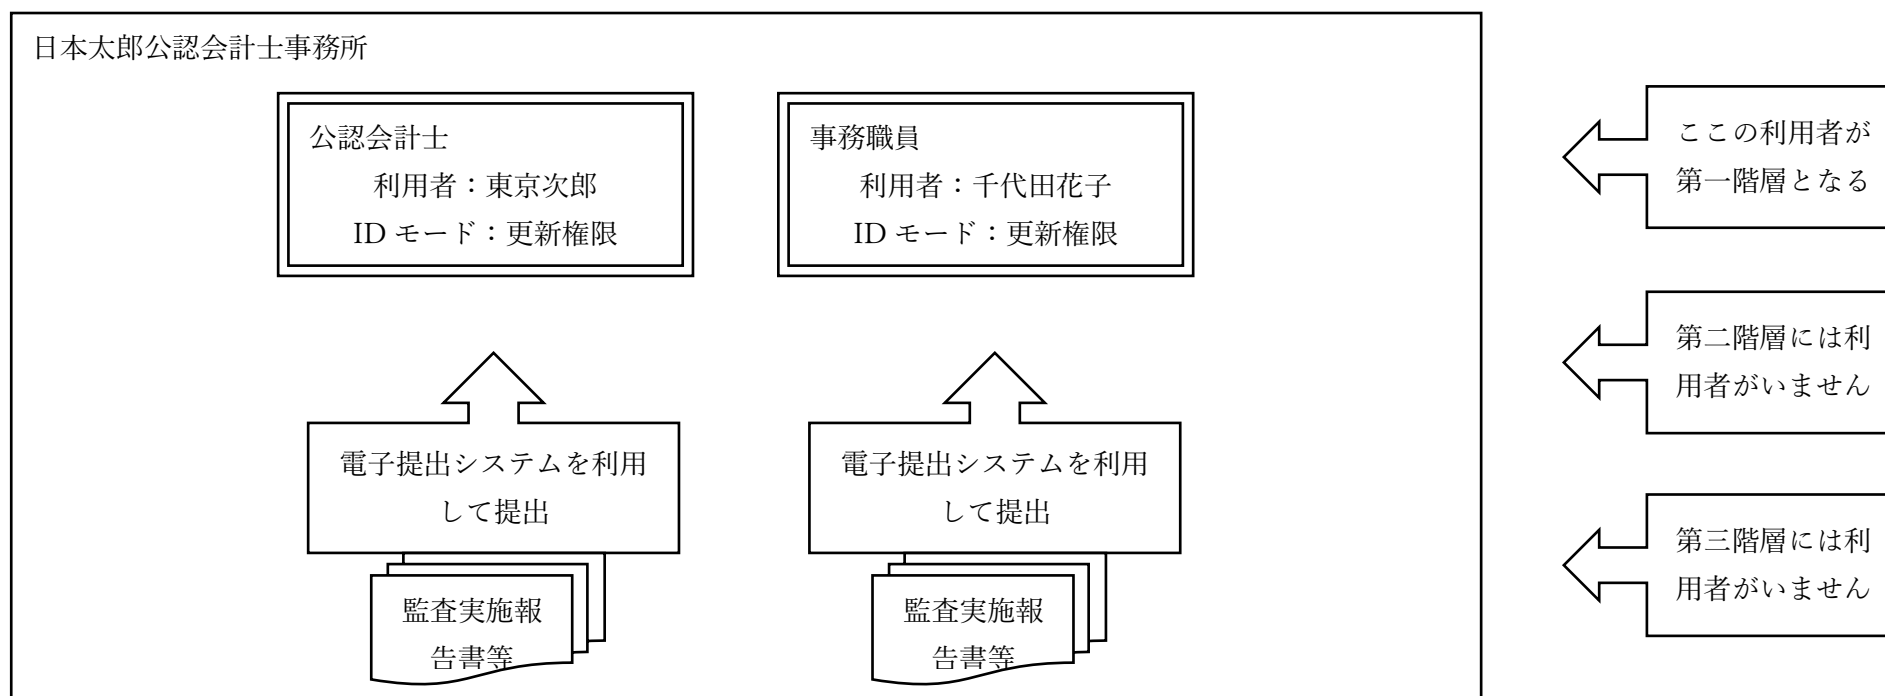 日本太郎公認会計士事務所
公認会計士
利用者：東京次郎
ID モード：更新権限
事務職員
利用者：千代田花子
ID モード：更新権限
ここの利用者が
第一階層となる
第二階層には利
用者がいません
電子提出システムを利用
して提出
電子提出システムを利用
して提出
第三階層には利
用者がいません
監査実施報
告書等
監査実施報
告書等